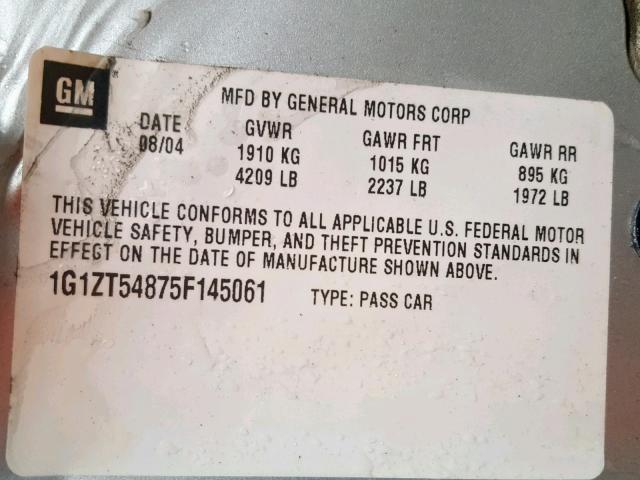 GM
MFD BY GENERAL MOTORS CORP
DATE GVWR GAWR FRT GAWR RR
08/04 1910 KG 1015 KG 895 KG
4209 LB 2237 LB 1972 LB
THIS VEHICLE CONFORMS TO ALL APPLICABLE U.S. FEDERAL MOTOR
VEHICLE SAFETY, BUMPER, AND THEFT PREVENTION STANDARDS IN
EFFECT ON THE DATE OF MANUFACTURE SHOWN ABOVE.
1G1ZT54875F145061 TYPE: PASS CAR